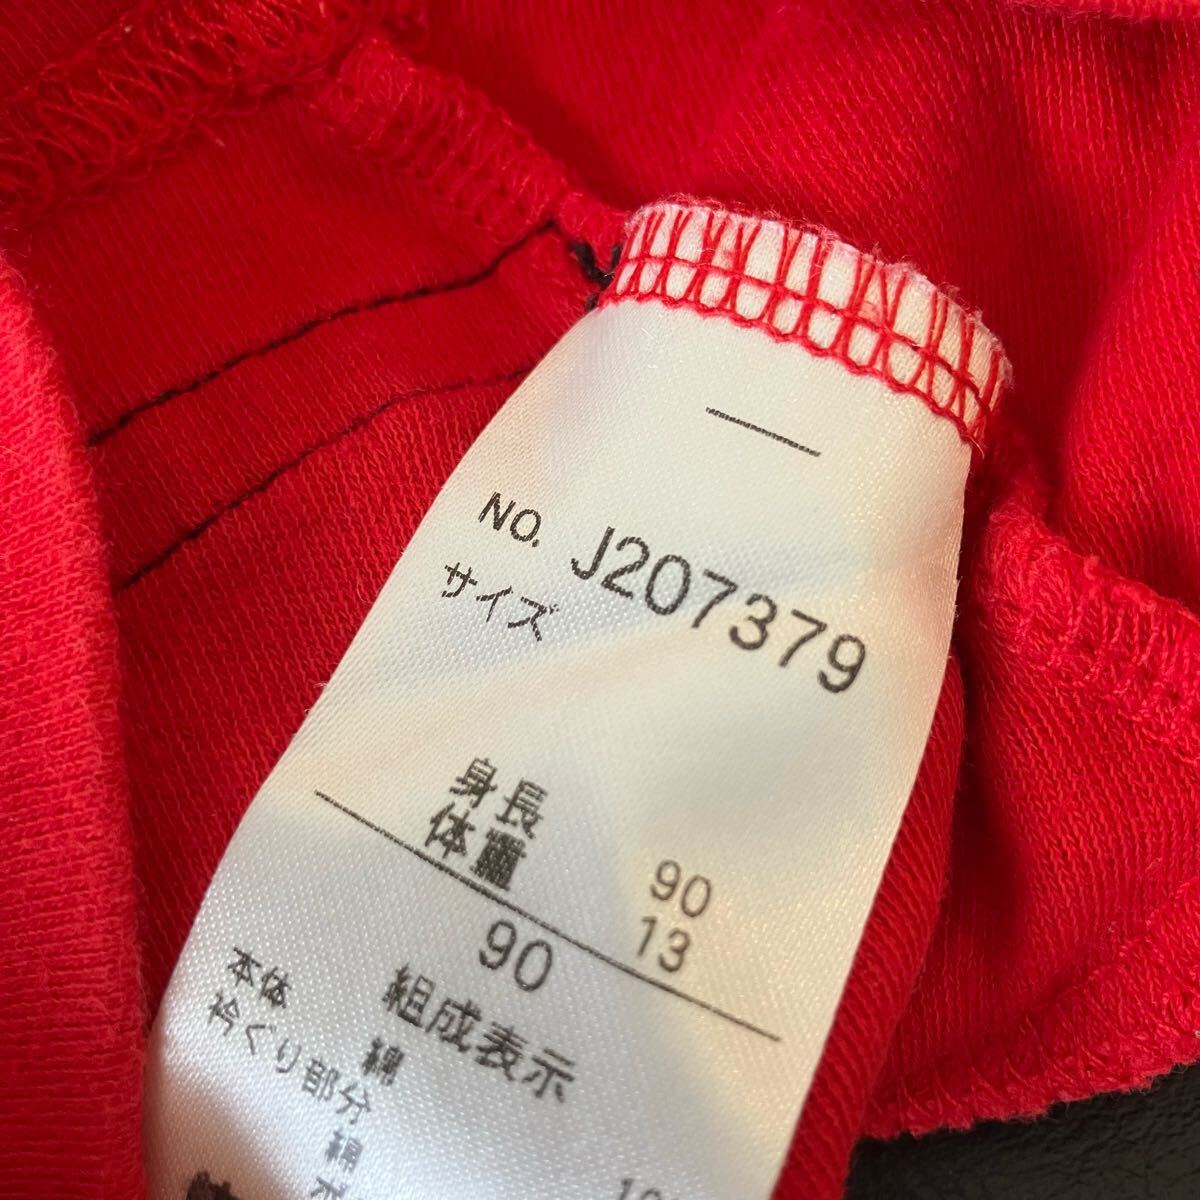 NO. J207379
サイズ
身長 90
体重 13
90
組成表示
本体 綿
衿ぐり部分
綿